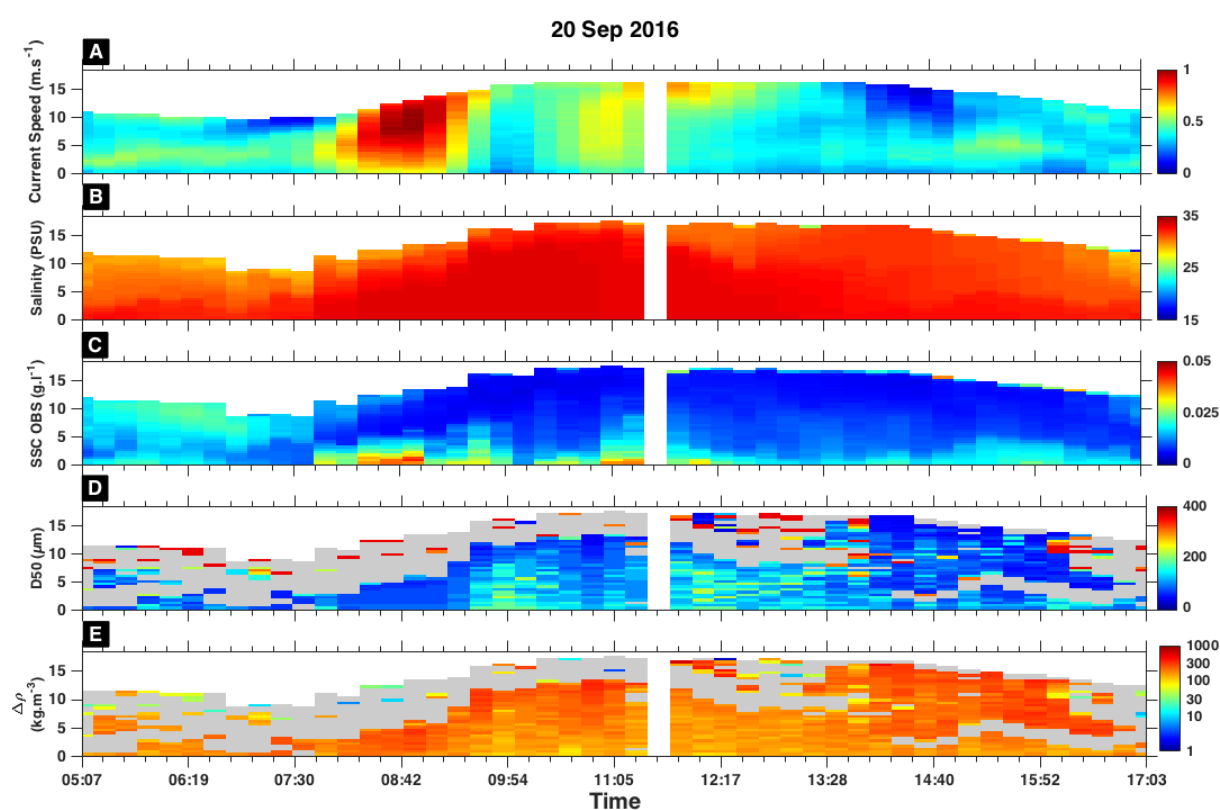 20 Sep 2016
A
Current Speed (m.s⁻¹)
15
10
5
0
1
0.5
0
B
Salinity (PSU)
15
10
5
0
35
25
15
C
SSC OBS (g.l⁻¹)
15
10
5
0
0.05
0.025
0
D
D50 (µm)
15
10
5
0
400
200
0
E
Δρ
(kg.m⁻³)
15
10
5
0
1000
300
100
30
10
1
05:07 06:19 07:30 08:42 09:54 11:05 12:17 13:28 14:40 15:52 17:03
Time